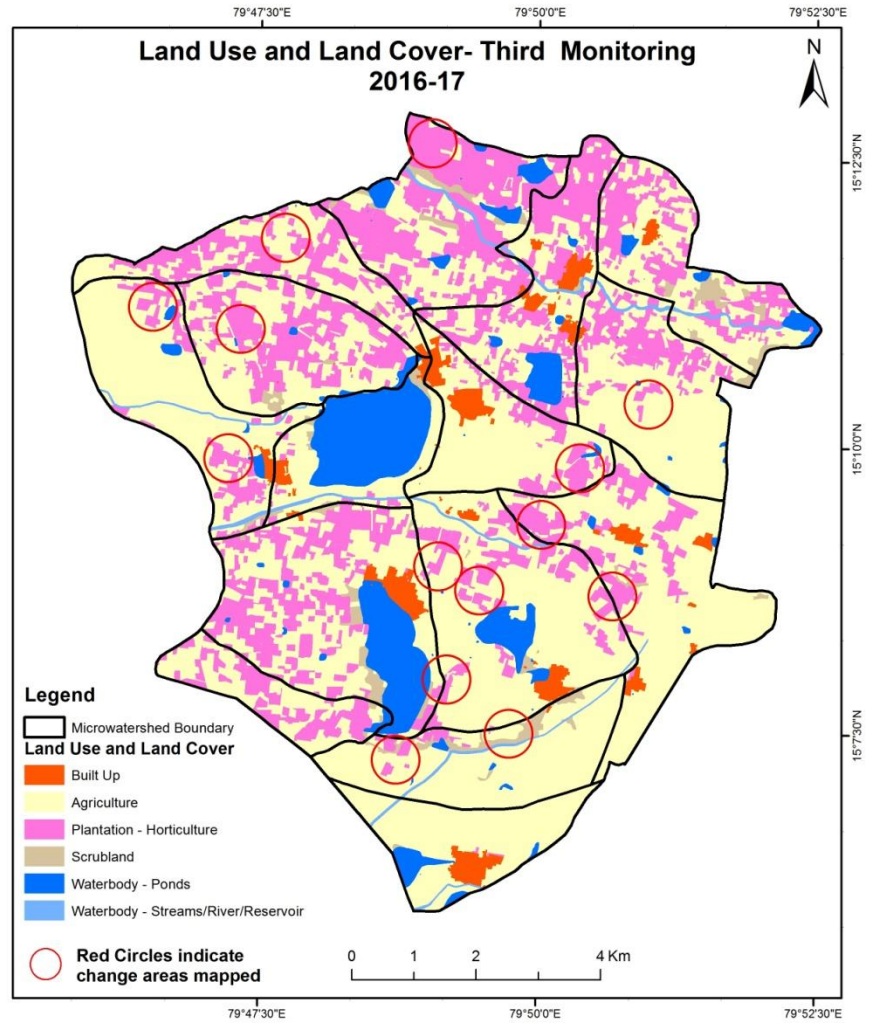 79°47'30"E
79°50'0"E
79°52'30"E
Land Use and Land Cover- Third Monitoring
2016-17
N
15°12'30"N
15°10'0"N
15°7'30"N
Legend
Microwatershed Boundary
Land Use and Land Cover
Built Up
Agriculture
Plantation - Horticulture
Scrubland
Waterbody - Ponds
Waterbody - Streams/River/Reservoir
Red Circles indicate
change areas mapped
0 1 2 4 Km
79°47'30"E
79°50'0"E
79°52'30"E